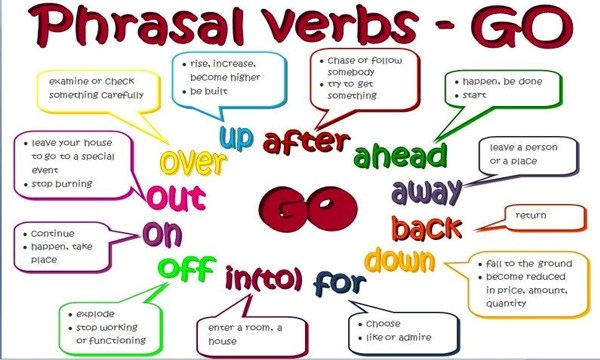 Phrasal verbs - GO
examine or check
something carefully
over
• rise, increase,
become higher
• be built
up
• Chase or follow
somebody
• try to get
something
after
• happen, be done
• start
ahead
leave a person
or a place
away
return
back
• fall to the ground
• become reduced
in price, amount,
quantity
down
• choose
• like or admire
for
enter a room, a
house
in(to)
• explode
• stop working
or functioning
off
• Continue
• happen, take
place
on
• leave your house
to go to a special
event
• stop burning
out
GO